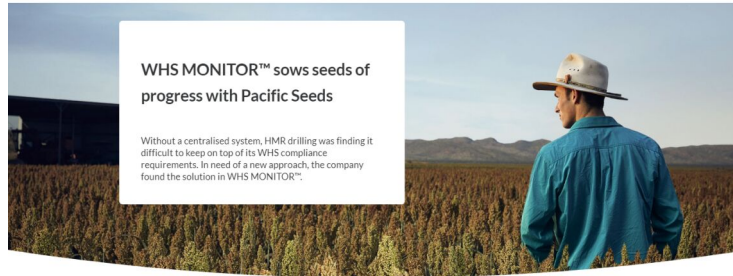 WHS MONITOR™ sows seeds of
progress with Pacific Seeds
Without a centralised system, HMR drilling was finding it
difficult to keep on top of its WHS compliance
requirements. In need of a new approach, the company
found the solution in WHS MONITOR™.